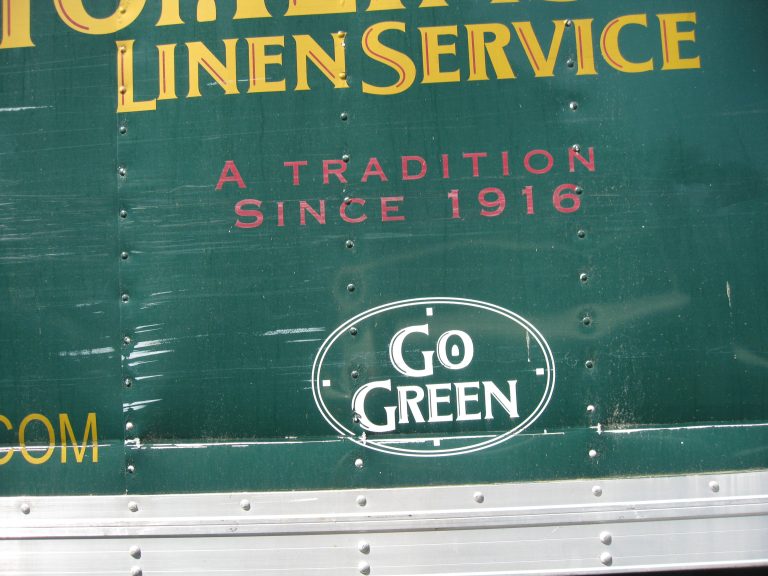 LINEN SERVICE
A TRADITION
SINCE 1916
GO
GREEN
.COM